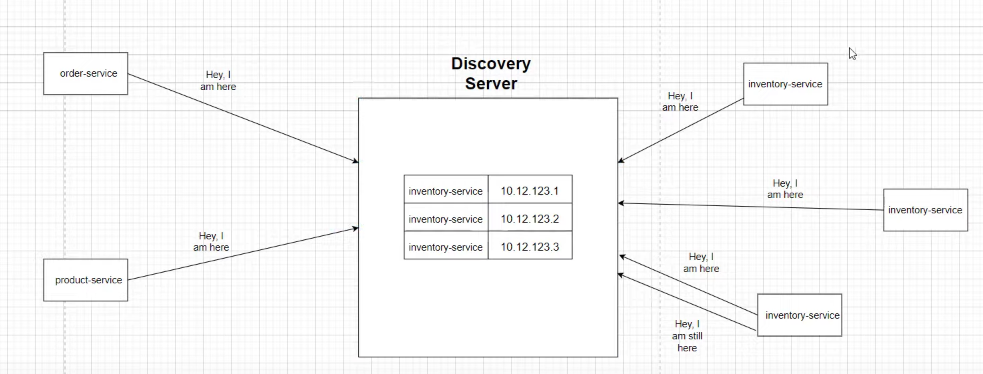 Discovery
Server
order-service
Hey, I
am here
product-service
Hey, I
am here
inventory-service 10.12.123.1
inventory-service 10.12.123.2
inventory-service 10.12.123.3
Hey, I
am here
inventory-service
Hey, I
am here
inventory-service
Hey, I
am here
inventory-service
Hey, I
am still
here